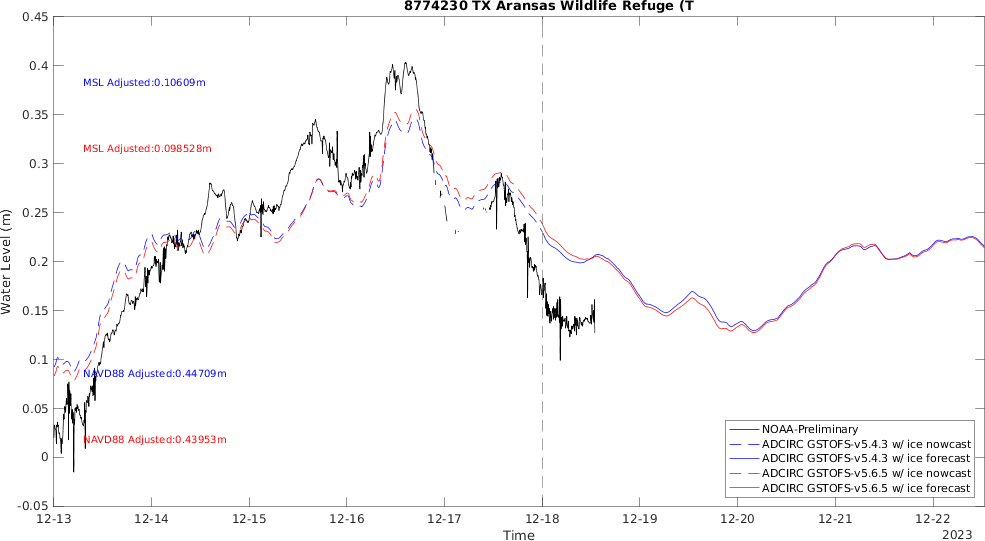 8774230 TX Aransas Wildlife Refuge (T
0.45
0.4
0.35
0.3
0.25
0.2
0.15
0.1
0.05
0
-0.05
Water Level (m)
MSL Adjusted:0.10609m
MSL Adjusted:0.098528m
NAVD88 Adjusted:0.44709m
NAVD88 Adjusted:0.43953m
NOAA-Preliminary
ADCIRC GSTOFS-v5.4.3 w/ ice nowcast
ADCIRC GSTOFS-v5.4.3 w/ ice forecast
ADCIRC GSTOFS-v5.6.5 w/ ice nowcast
ADCIRC GSTOFS-v5.6.5 w/ ice forecast
12-13 12-14 12-15 12-16 12-17 12-18 12-19 12-20 12-21 12-22
Time
2023